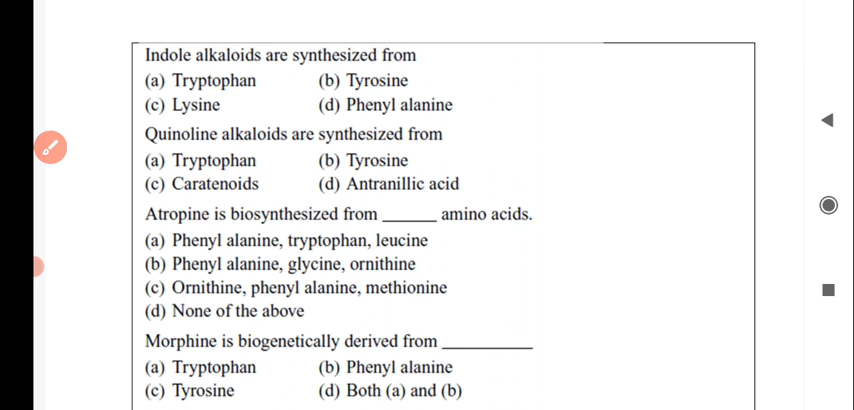 Indole alkaloids are synthesized from
(a) Tryptophan (b) Tyrosine
(c) Lysine (d) Phenyl alanine
Quinoline alkaloids are synthesized from
(a) Tryptophan (b) Tyrosine
(c) Caratenoids (d) Antranillic acid
Atropine is biosynthesized from ______ amino acids.
(a) Phenyl alanine, tryptophan, leucine
(b) Phenyl alanine, glycine, ornithine
(c) Ornithine, phenyl alanine, methionine
(d) None of the above
Morphine is biogenetically derived from __________
(a) Tryptophan (b) Phenyl alanine
(c) Tyrosine (d) Both (a) and (b)